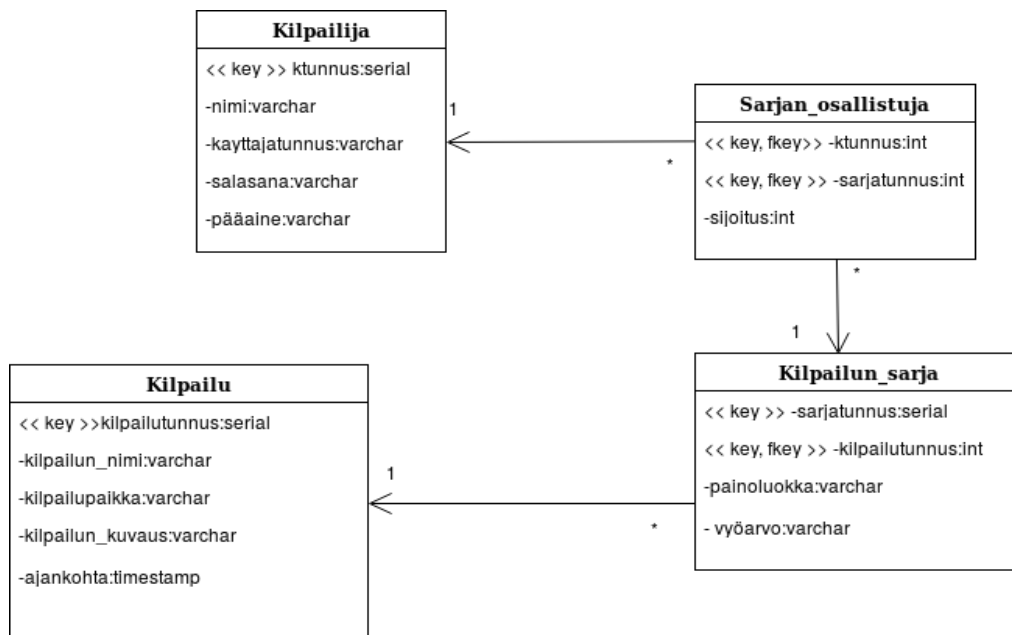 Kilpailija
<< key >> ktunnus:serial
-nimi:varchar
-kayttajatunnus:varchar
-salasana:varchar
-pääaine:varchar
1
*
Sarjan_osallistuja
<< key, fkey>> -ktunnus:int
<< key, fkey >> -sarjatunnus:int
-sijoitus:int
*
1
Kilpailun_sarja
<< key >> -sarjatunnus:serial
<< key, fkey >> -kilpailutunnus:int
-painoluokka:varchar
- vyöarvo:varchar
Kilpailu
<< key >>kilpailutunnus:serial
-kilpailun_nimi:varchar
-kilpailupaikka:varchar
-kilpailun_kuvaus:varchar
-ajankohta:timestamp
1
*